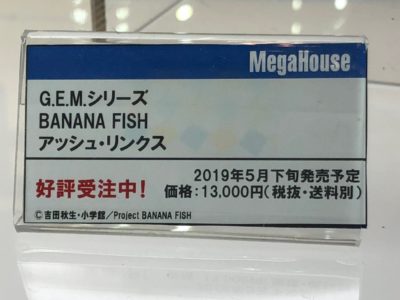 MegaHouse
G.E.M.シリーズ
BANANA FISH
アッシュ・リンクス
好評受注中!
2019年5月下旬発売予定
価格:13,000円(税抜・送料別)
©吉田秋生・小学館/Project BANANA FISH